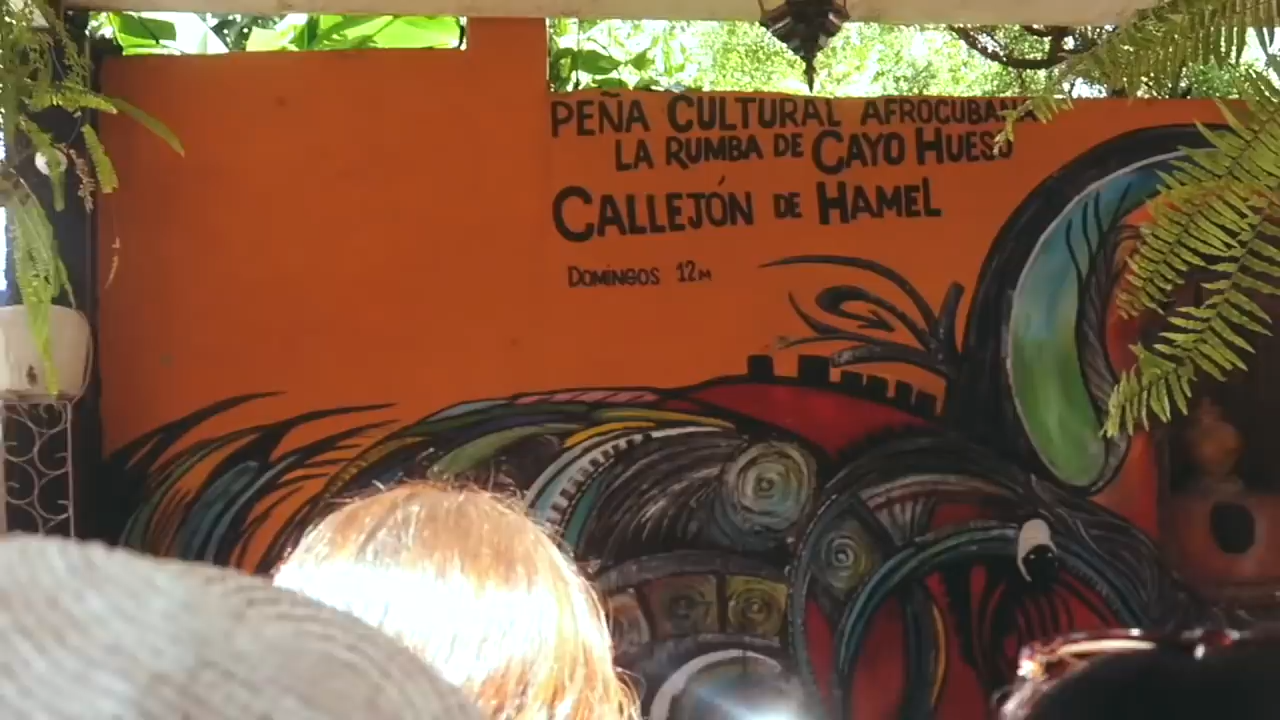 PEÑA CULTURAL AFROCUBANA
LA RUMBA DE CAYO HUESO
CALLEJÓN DE HAMEL
DOMINGOS 12M